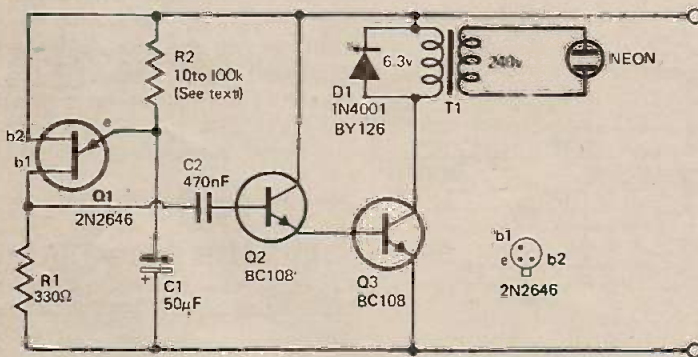 R2
10to 100k
(See text)
b2
e
b1
Q1
2N2646
R1
330Ω
C1
50µF
+
C2
470nF
Q2
BC108
Q3
BC108
D1
1N4001
BY126
6.3v
T1
240v
NEON
b1
e
b2
2N2646